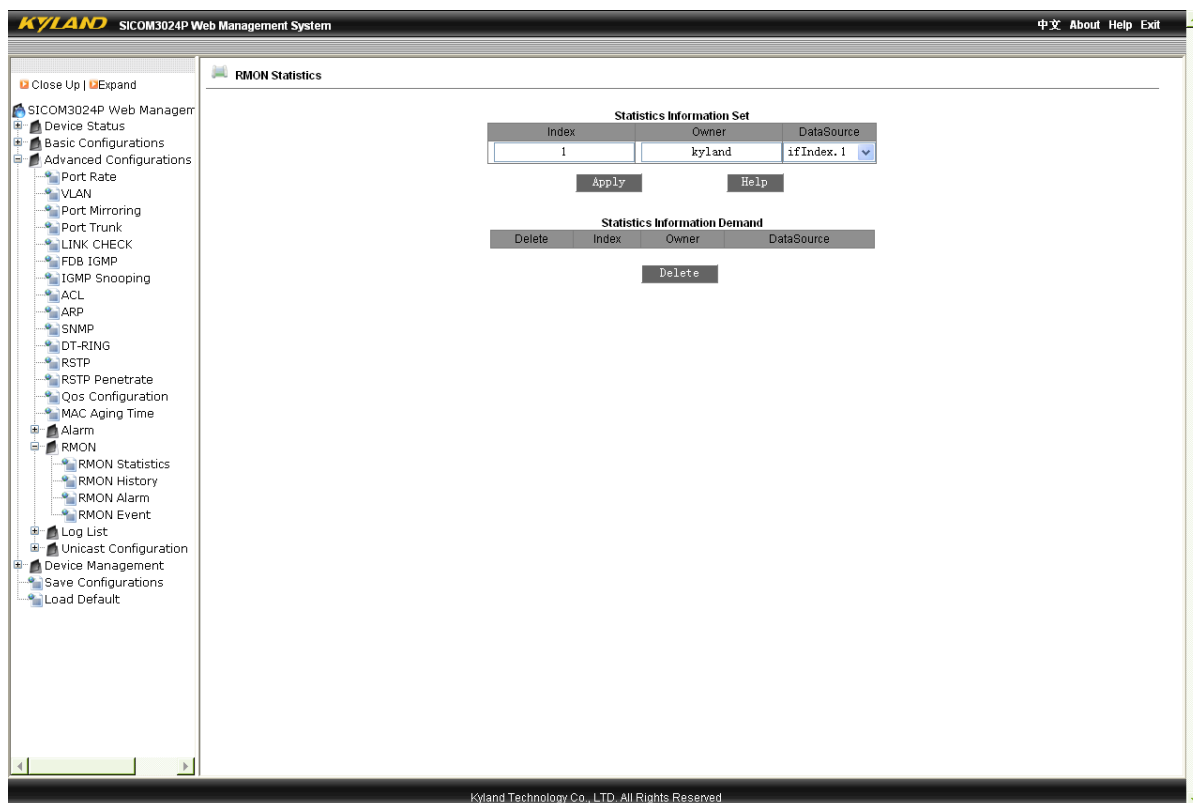 KYLAND SICOM3024P Web Management System
中文 About Help Exit
Close Up | Expand
SICOM3024P Web Managem
Device Status
Basic Configurations
Advanced Configurations
Port Rate
VLAN
Port Mirroring
Port Trunk
LINK CHECK
FDB IGMP
IGMP Snooping
ACL
ARP
SNMP
DT-RING
RSTP
RSTP Penetrate
Qos Configuration
MAC Aging Time
Alarm
RMON
RMON Statistics
RMON History
RMON Alarm
RMON Event
Log List
Unicast Configuration
Device Management
Save Configurations
Load Default
RMON Statistics
Statistics Information Set
Index Owner DataSource
1 kyland ifIndex.1
Apply Help
Statistics Information Demand
Delete Index Owner DataSource
Delete
Kyland Technology Co., LTD. All Rights Reserved